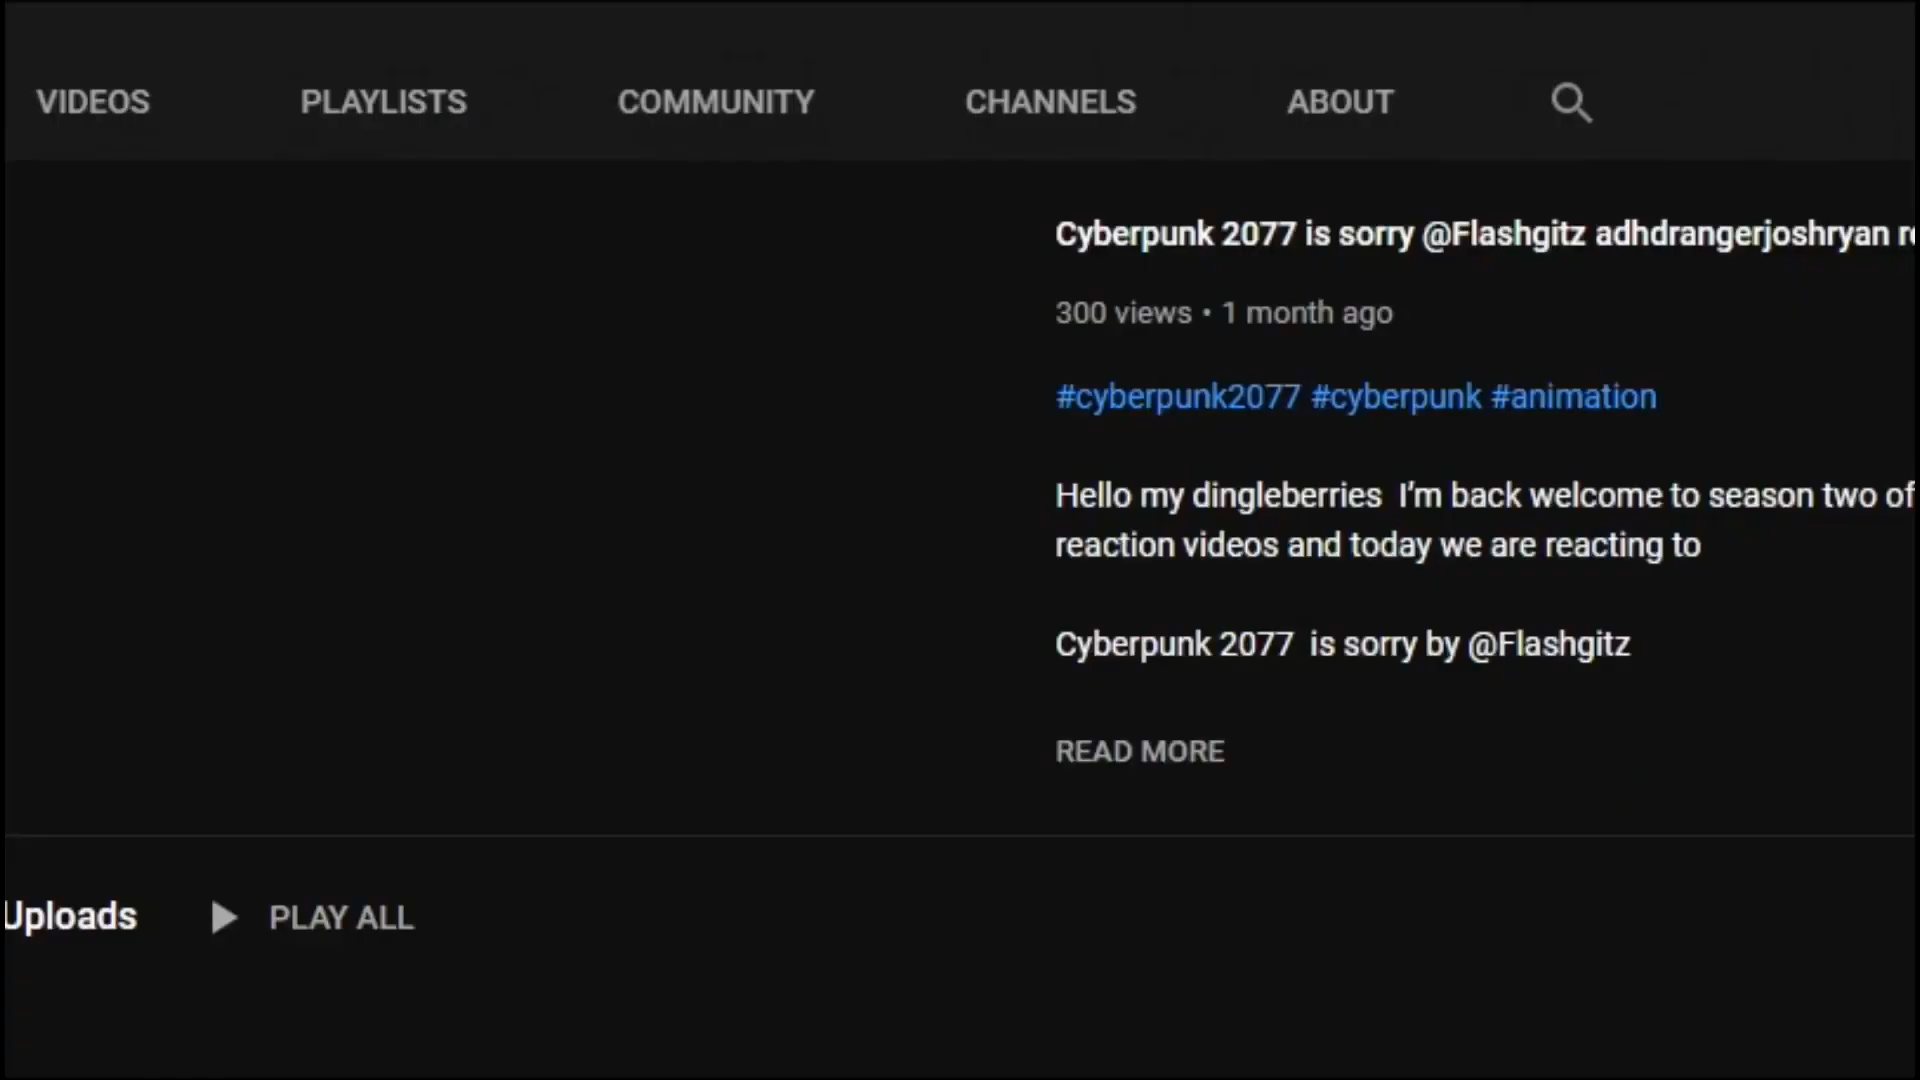 VIDEOS PLAYLISTS COMMUNITY CHANNELS ABOUT
Cyberpunk 2077 is sorry @Flashgitz adhdrangerjoshryan
300 views • 1 month ago
#cyberpunk2077 #cyberpunk #animation
Hello my dingleberries I'm back welcome to season two of
reaction videos and today we are reacting to
Cyberpunk 2077 is sorry by @Flashgitz
READ MORE
Uploads PLAY ALL